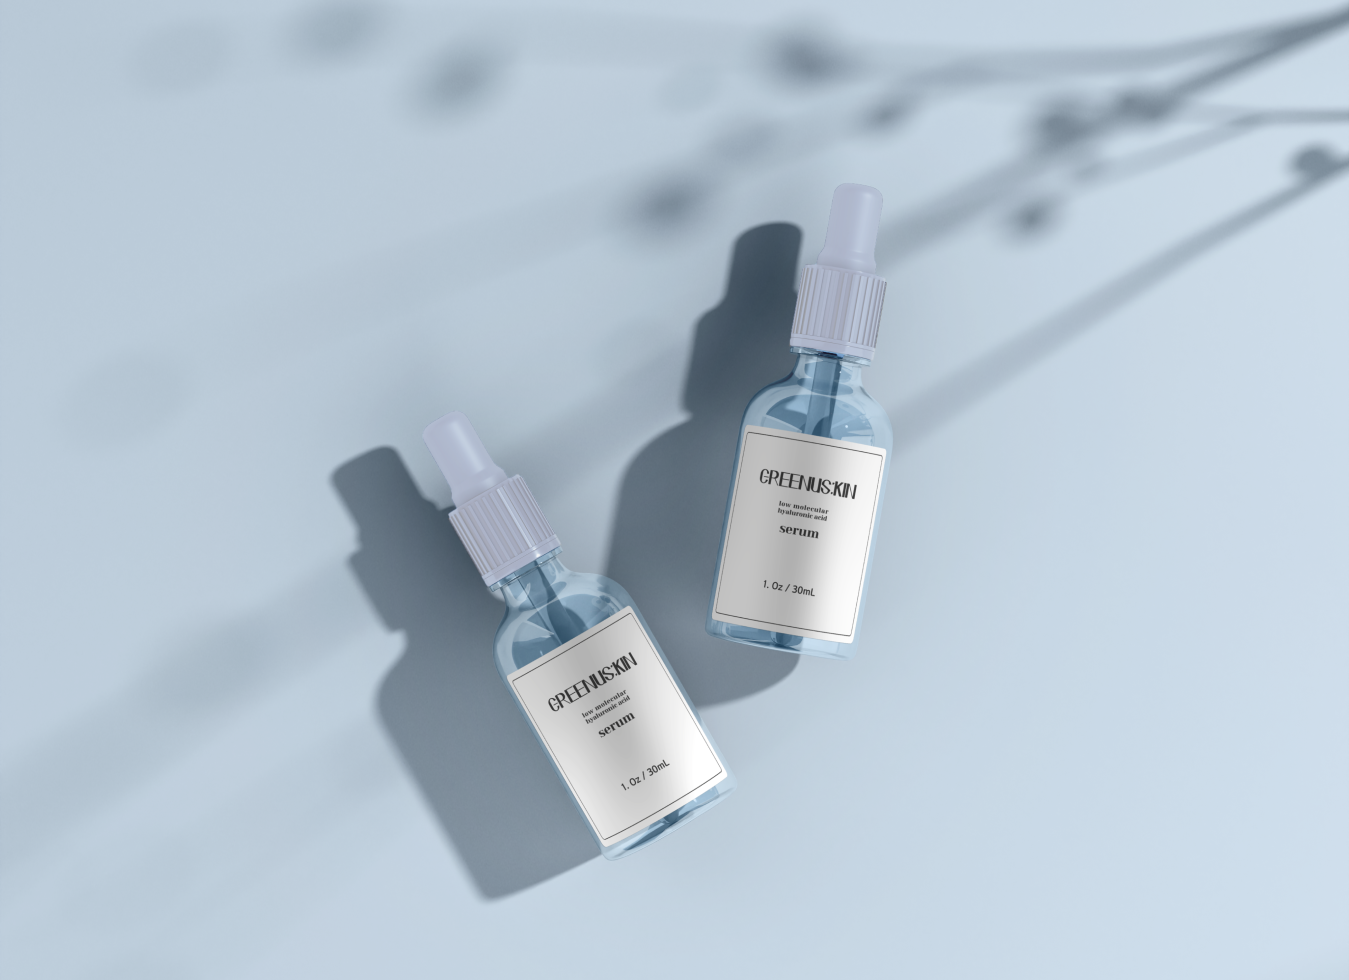 GREENUS:KIN
low molecular
hyaluronic acid
serum
1. Oz / 30mL
GREENUS:KIN
low molecular
hyaluronic acid
serum
1. Oz / 30mL